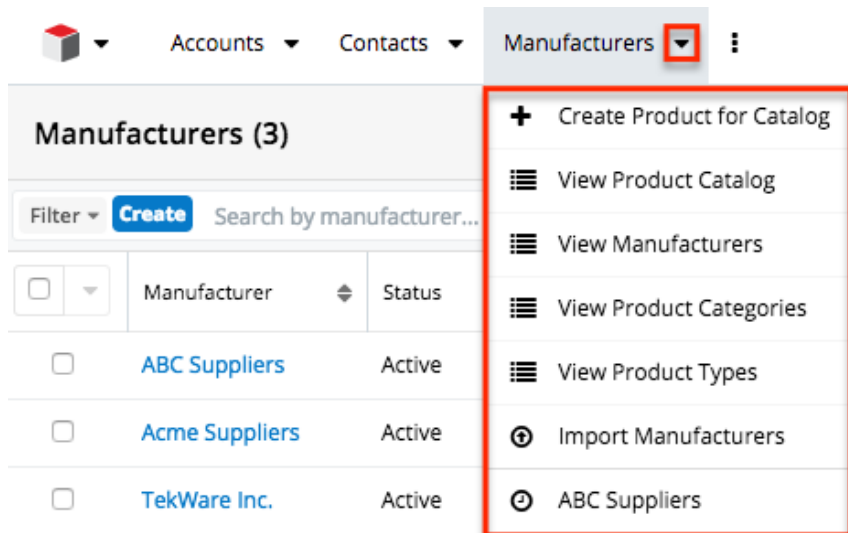 Accounts Contacts Manufacturers
Manufacturers (3)
Create Product for Catalog
View Product Catalog
Filter Create Search by manufacturer...
View Manufacturers
Manufacturer Status
View Product Categories
ABC Suppliers Active
View Product Types
Acme Suppliers Active
Import Manufacturers
TekWare Inc. Active
ABC Suppliers